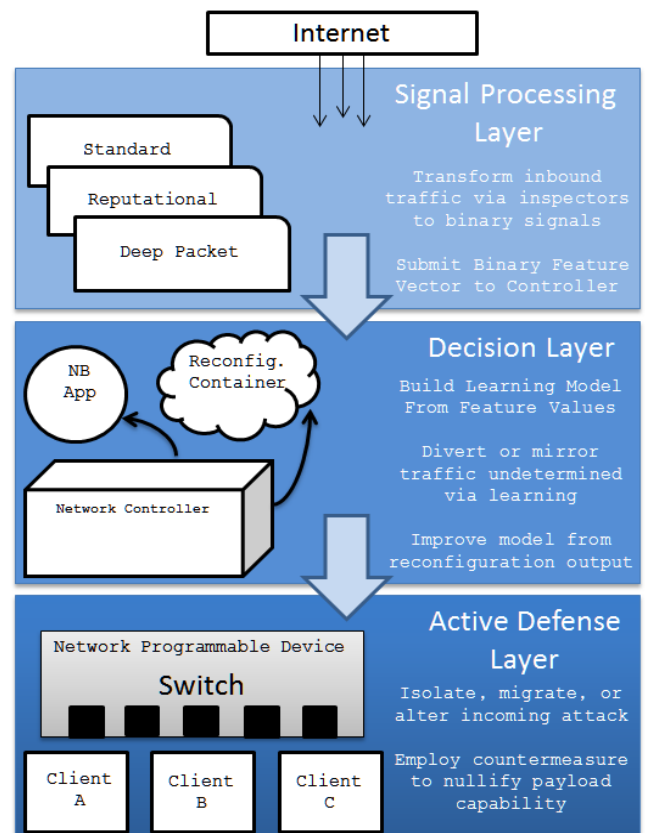 Internet
Signal Processing
Layer
Standard
Reputational
Deep Packet
Transform inbound
traffic via inspectors
to binary signals
Submit Binary Feature
Vector to Controller
Decision Layer
NB
App
Reconfig.
Container
Network Controller
Build Learning Model
From Feature Values
Divert or mirror
traffic undetermined
via learning
Improve model from
reconfiguration output
Active Defense
Layer
Network Programmable Device
Switch
Client
A
Client
B
Client
C
Isolate, migrate, or
alter incoming attack
Employ countermeasure
to nullify payload
capability